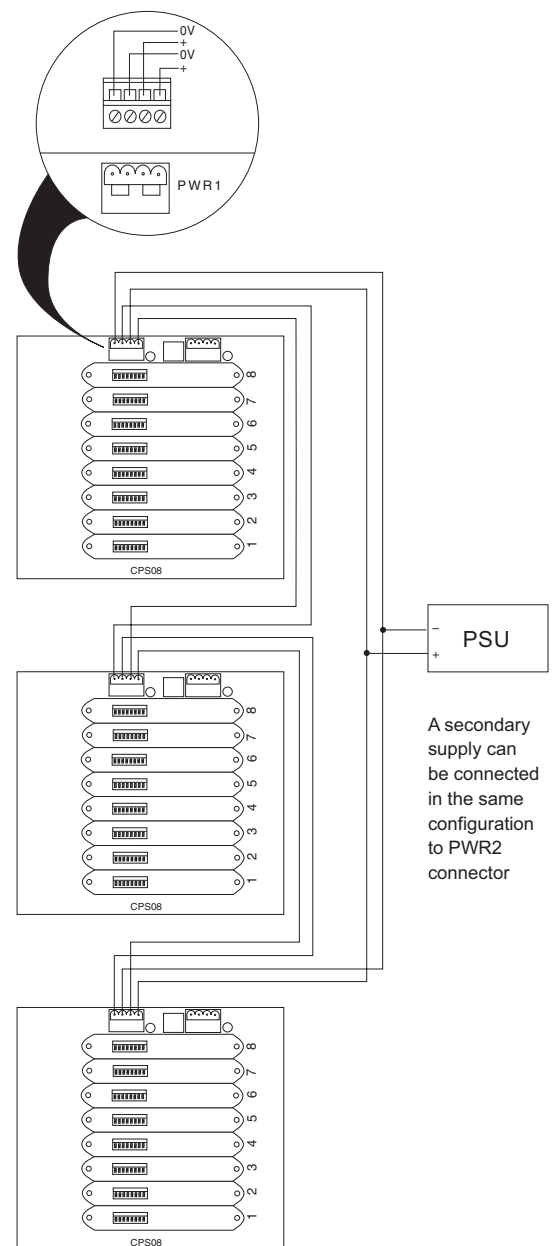 0V
+
0V
+
PWR1
8
7
6
5
4
3
2
1
CPS08
− PSU
+
A secondary
supply can
be connected
in the same
configuration
to PWR2
connector
8
7
6
5
4
3
2
1
CPS08
8
7
6
5
4
3
2
1
CPS08